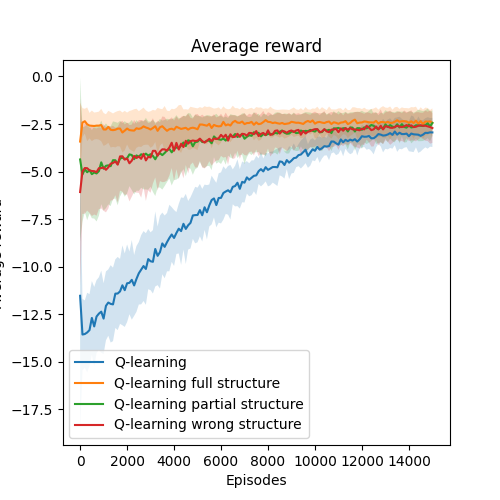 Average reward
0.0
−2.5
−5.0
−7.5
−10.0
−12.5
−15.0
−17.5
Q-learning
Q-learning full structure
Q-learning partial structure
Q-learning wrong structure
0
2000
4000
6000
8000
10000
12000
14000
Episodes